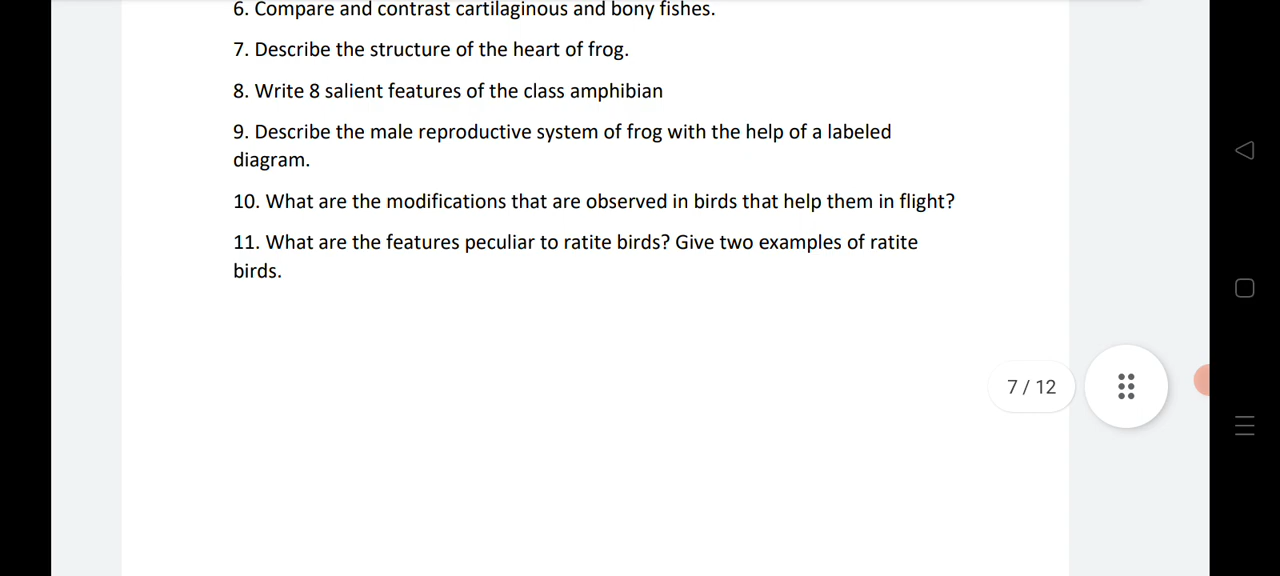 6. Compare and contrast cartilaginous and bony fishes.
7. Describe the structure of the heart of frog.
8. Write 8 salient features of the class amphibian
9. Describe the male reproductive system of frog with the help of a labeled
diagram.
10. What are the modifications that are observed in birds that help them in flight?
11. What are the features peculiar to ratite birds? Give two examples of ratite
birds.
7 / 12